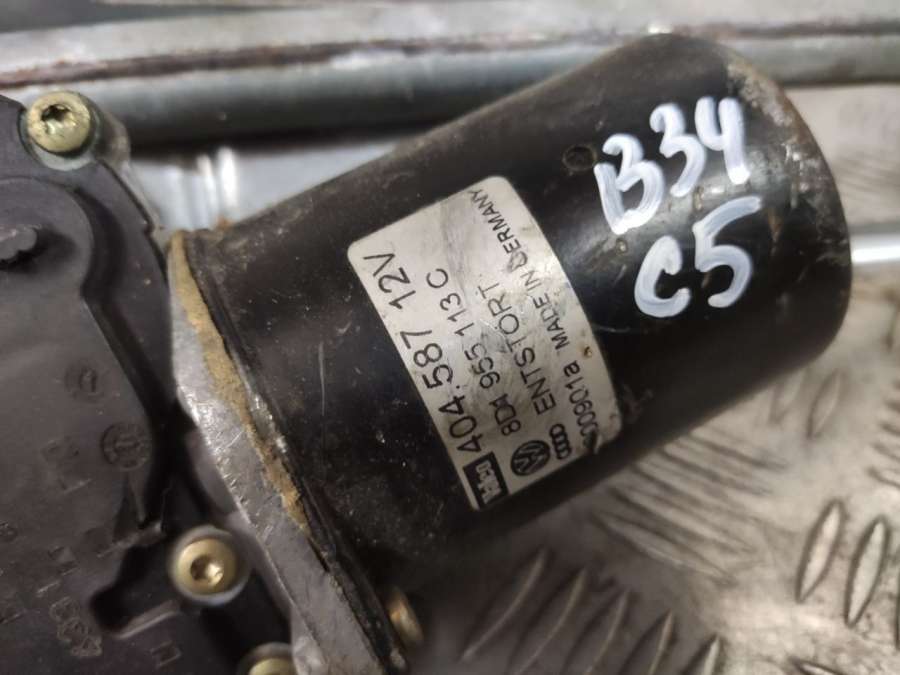 B34
C5
Valeo 404.587 12V
8D1 955 113 C
ENTSTÖRT
MADE IN GERMANY